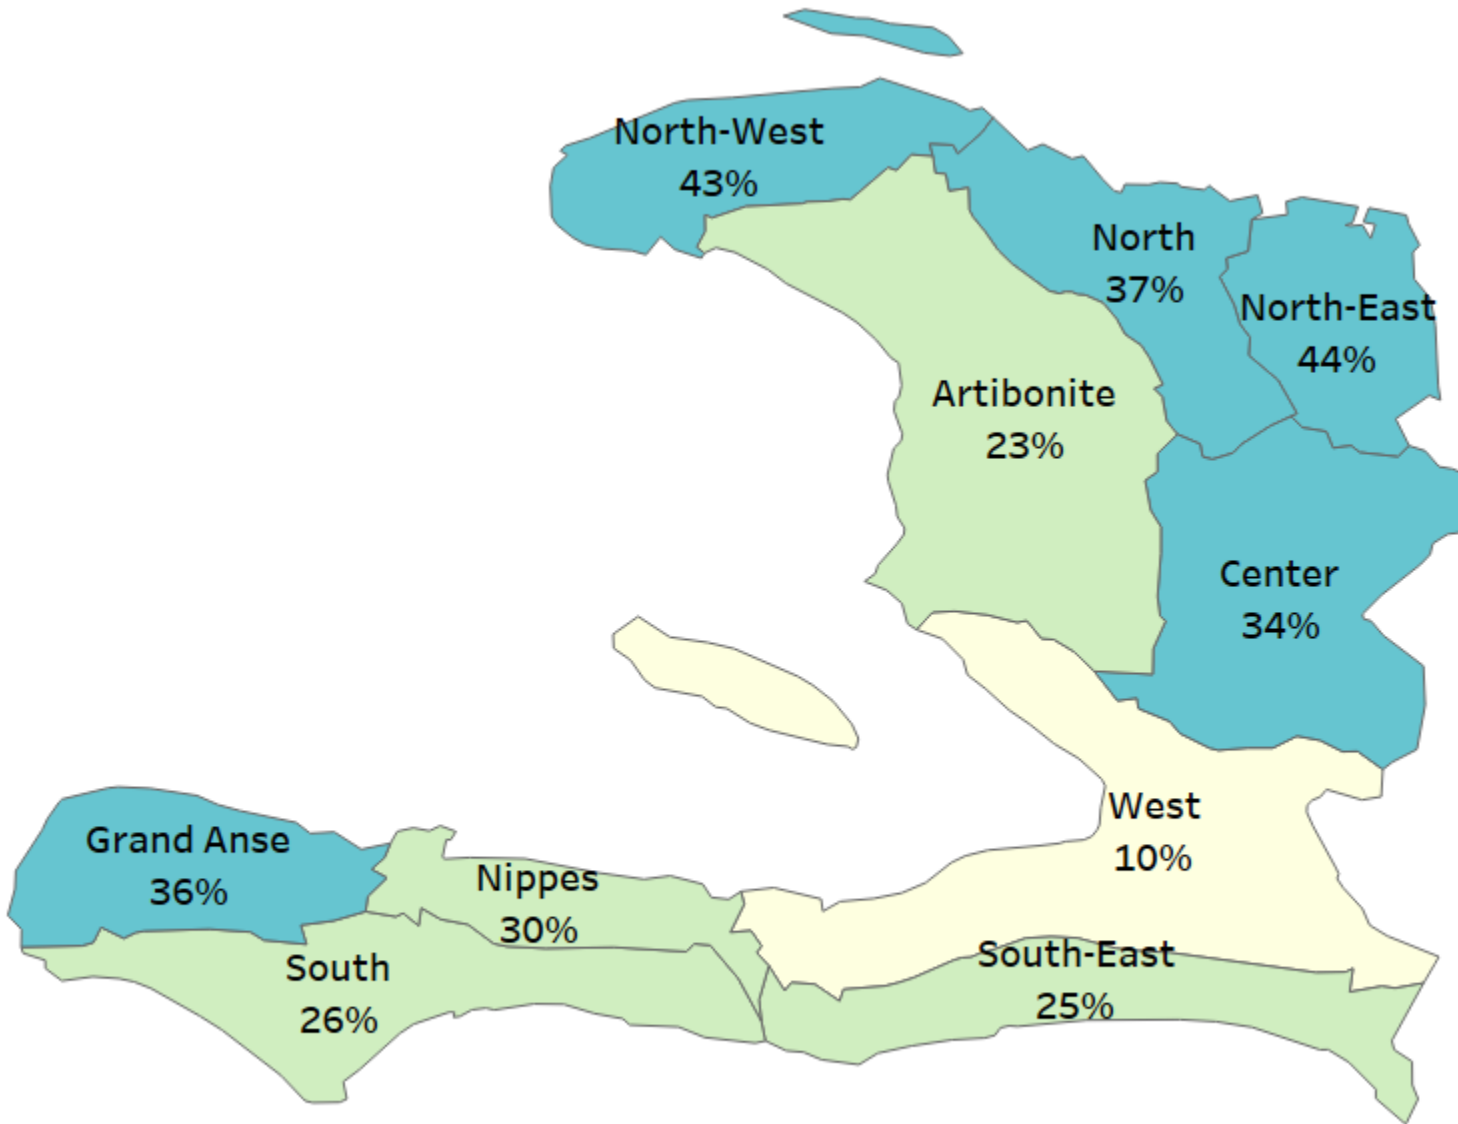 North-West
43%
North
37%
North-East
44%
Artibonite
23%
Center
34%
West
10%
Grand Anse
36%
Nippes
30%
South
26%
South-East
25%